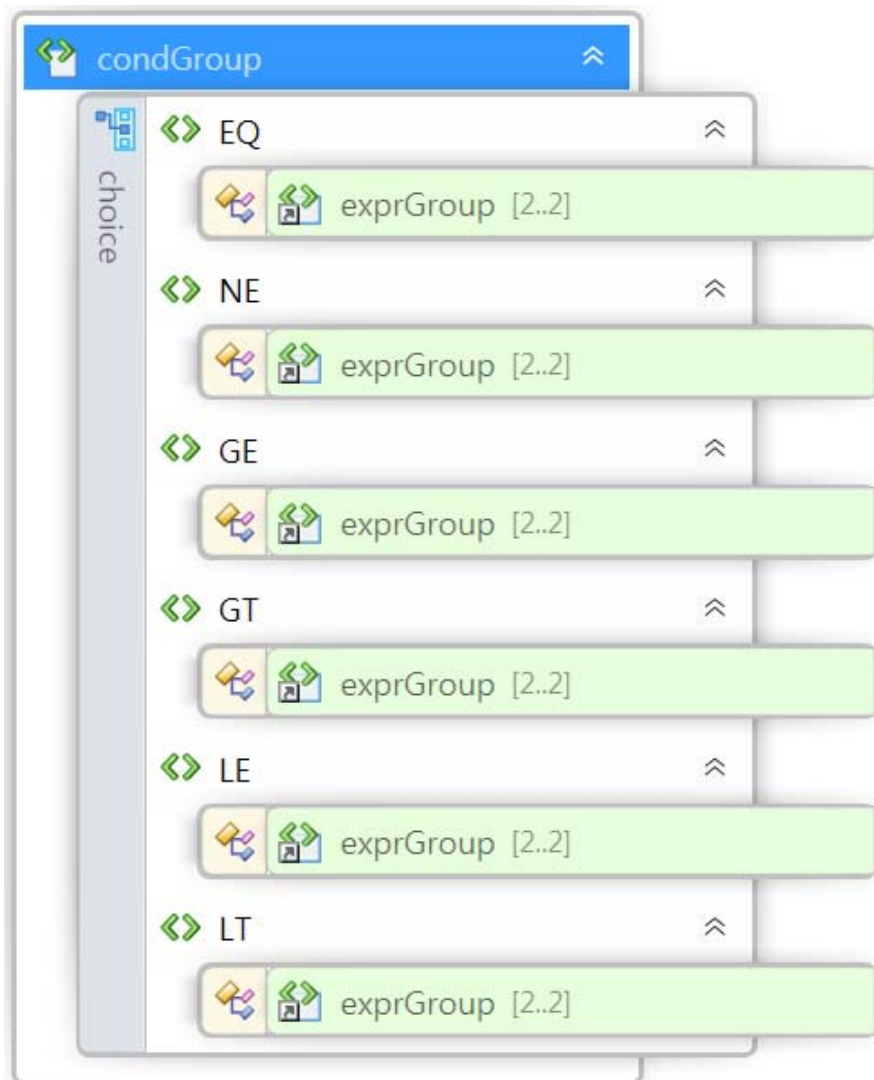 condGroup
choice
EQ
exprGroup [2..2]
NE
exprGroup [2..2]
GE
exprGroup [2..2]
GT
exprGroup [2..2]
LE
exprGroup [2..2]
LT
exprGroup [2..2]